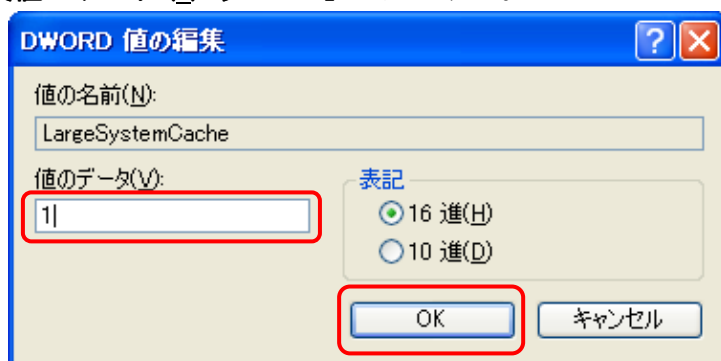 DWORD 値の編集
値の名前(N):
LargeSystemCache
値のデータ(V):
1
表記
16 進(H)
10 進(D)
OK
キャンセル